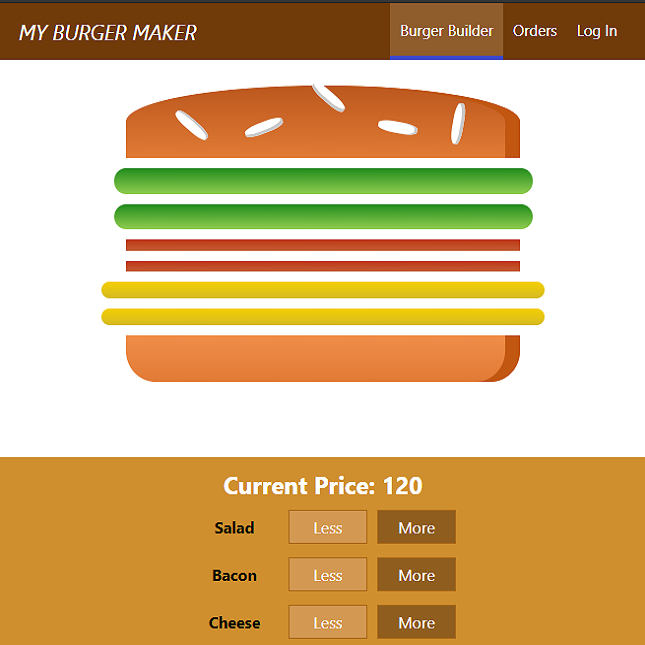 MY BURGER MAKER
Burger Builder Orders Log In
Current Price: 120
Salad Less More
Bacon Less More
Cheese Less More